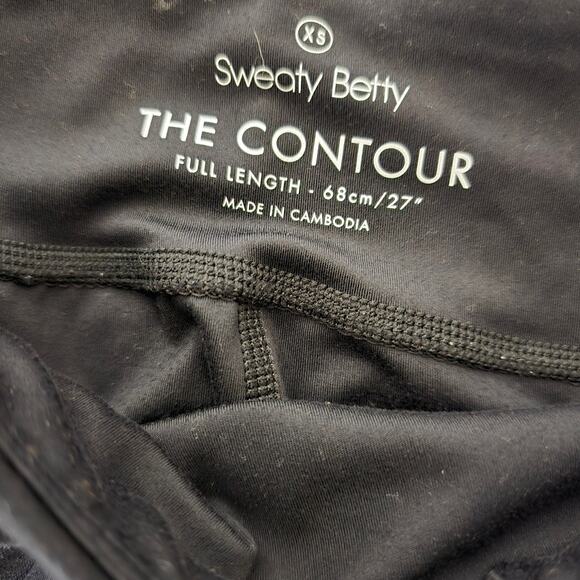 XS
Sweaty Betty
THE CONTOUR
FULL LENGTH - 68cm/27"
MADE IN CAMBODIA